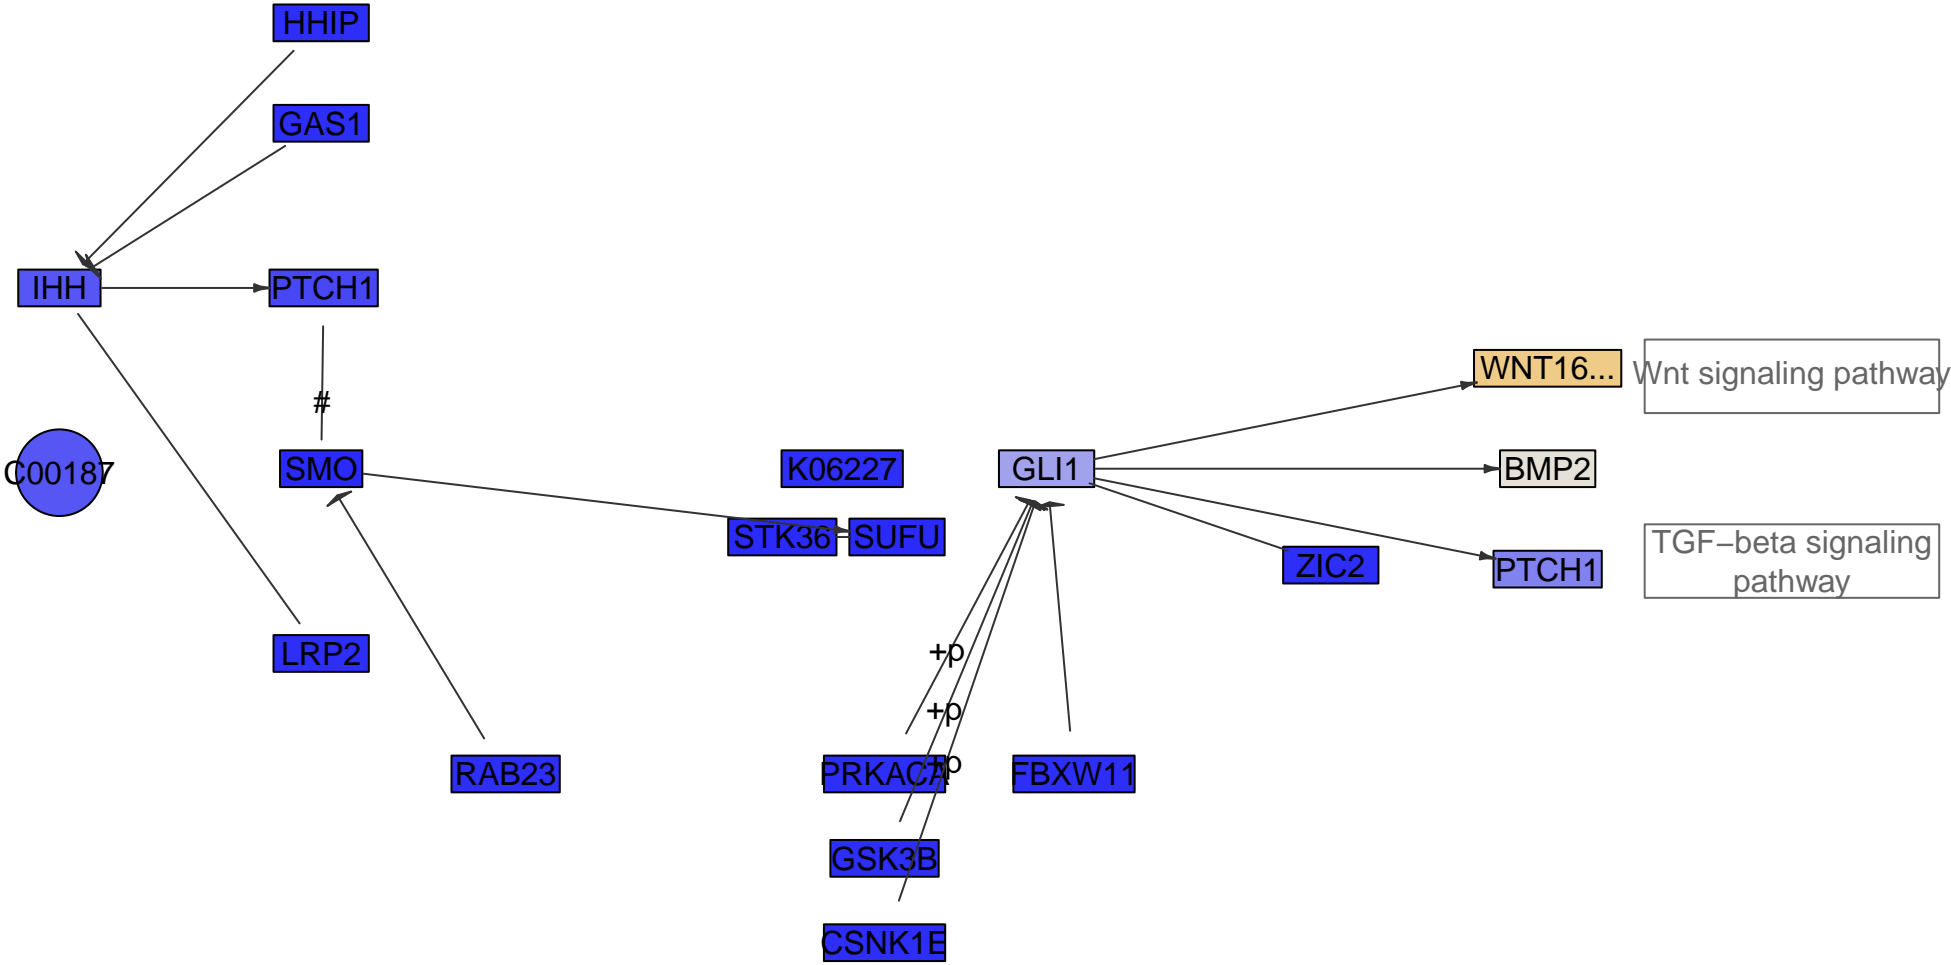 HHIP
GAS1
IHH
PTCH1
WNT16...
Wnt signaling pathway
#
C00187
SMO
K06227
GLI1
BMP2
STK36
SUFU
ZIC2
PTCH1
TGF−beta signaling
pathway
LRP2
+p
+p
+p
RAB23
PRKACA
FBXW11
GSK3B
CSNK1E